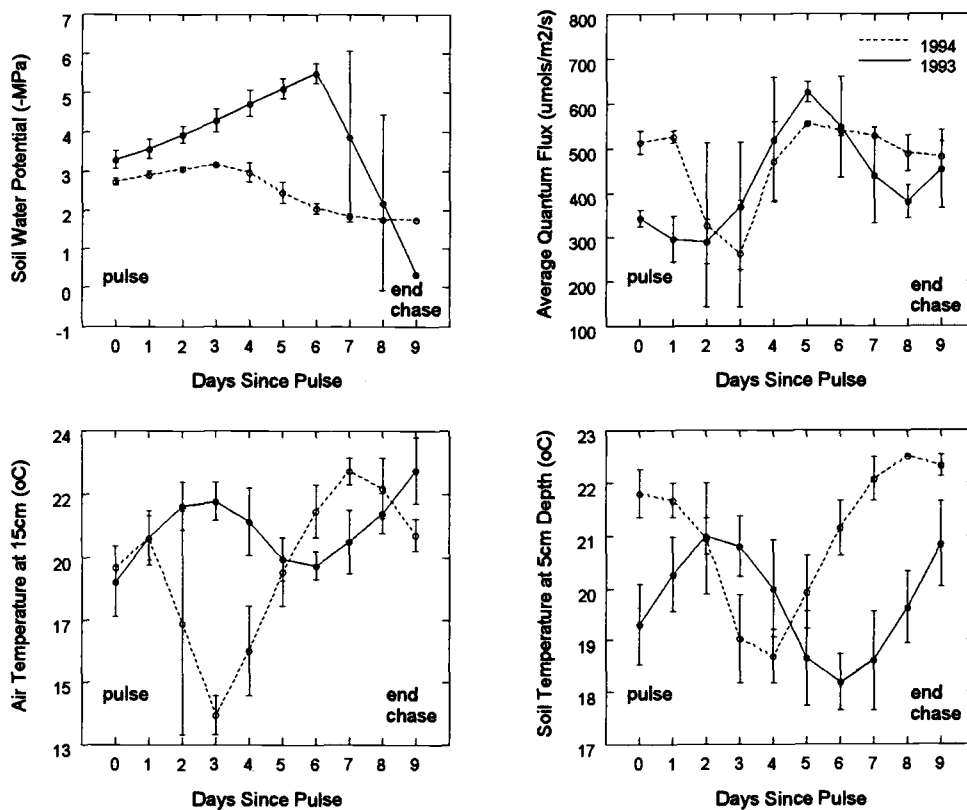 Soil Water Potential (-MPa)
7
6
5
4
3
2
1
0
-1
pulse
end
chase
0 1 2 3 4 5 6 7 8 9
Days Since Pulse
Average Quantum Flux (umols/m2/s)
800
700
600
500
400
300
200
100
1994
1993
pulse
end
chase
0 1 2 3 4 5 6 7 8 9
Days Since Pulse
Air Temperature at 15cm (oC)
24
22
20
19
17
15
13
pulse
end
chase
0 1 2 3 4 5 6 7 8 9
Days Since Pulse
Soil Temperature at 5cm Depth (oC)
23
22
21
20
19
18
17
pulse
end
chase
0 1 2 3 4 5 6 7 8 9
Days Since Pulse